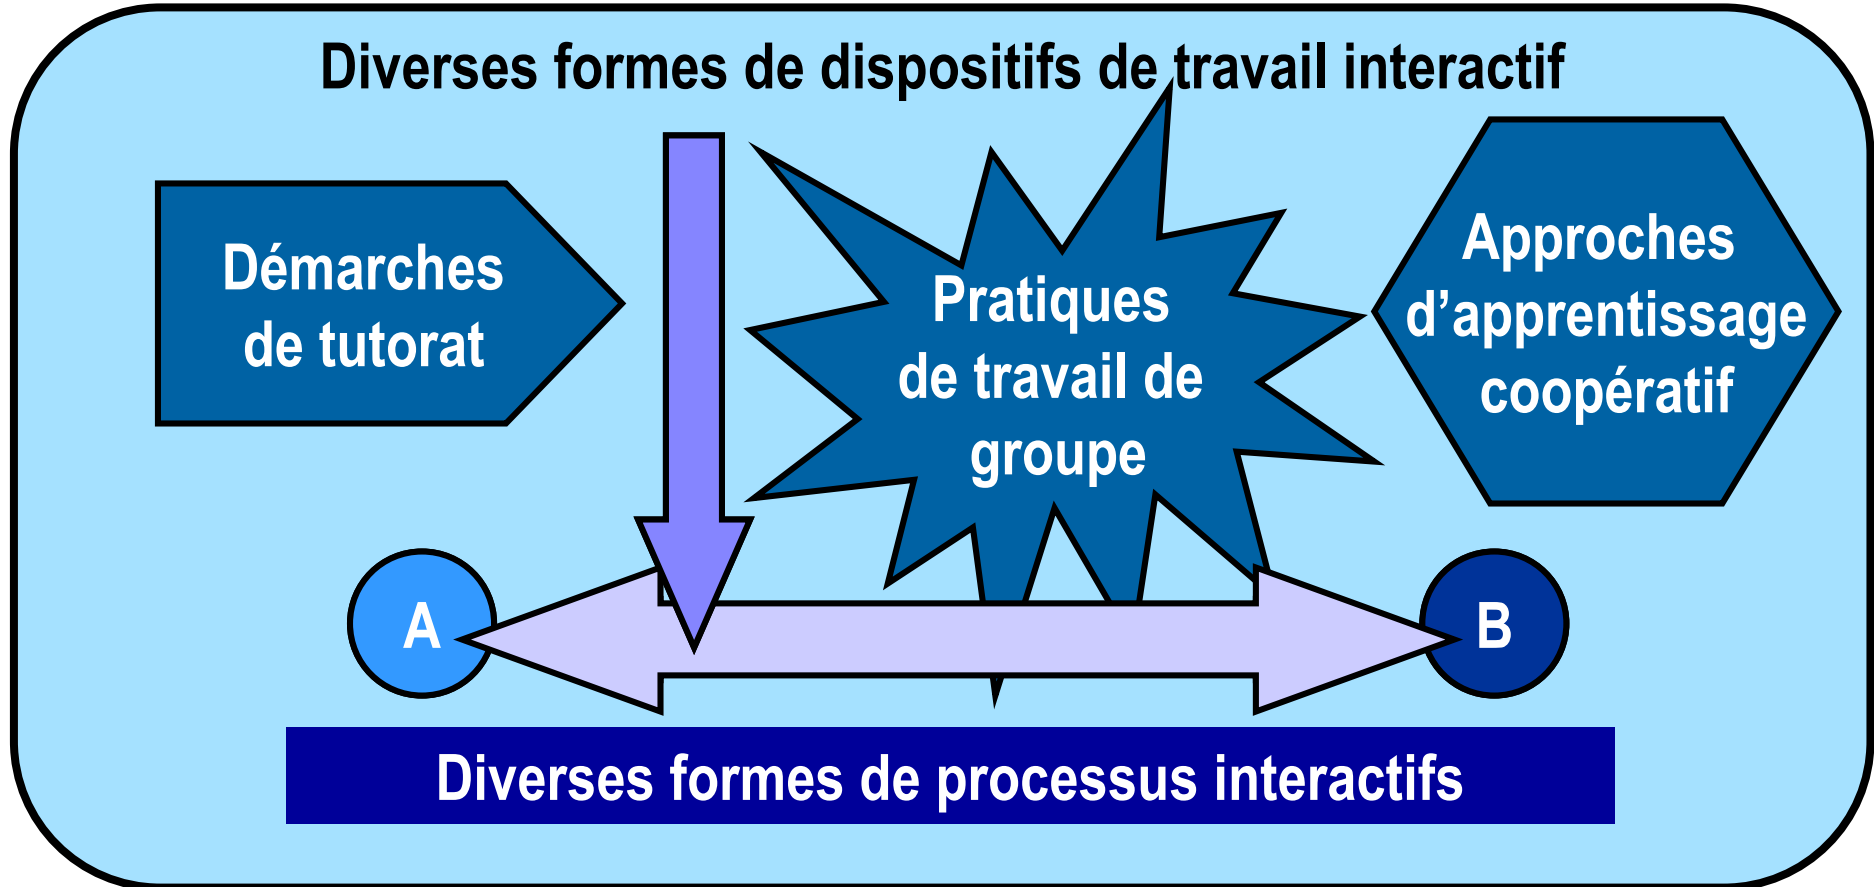 Diverses formes de dispositifs de travail interactif
Démarches
de tutorat
Pratiques
de travail de
groupe
Approches
d’apprentissage
coopératif
A
B
Diverses formes de processus interactifs